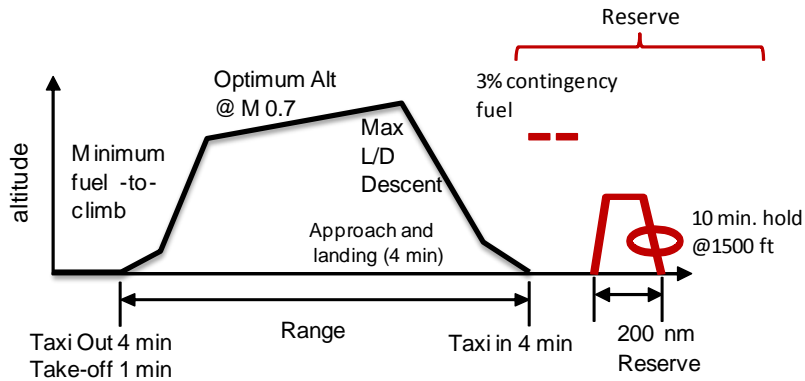 Reserve
Optimum Alt
@ M 0.7
3% contingency
fuel
Minimum
fuel -to-
climb
Max
L/D
Descent
altitude
Approach and
landing (4 min)
10 min. hold
@1500 ft
Taxi Out 4 min
Take-off 1 min
Range
Taxi in 4 min
200 nm
Reserve